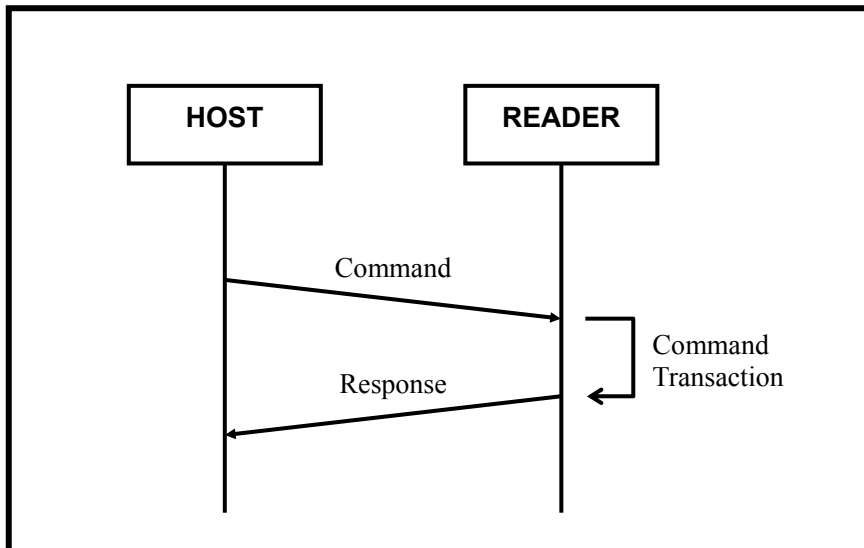 HOST
READER
Command
Command
Transaction
Response